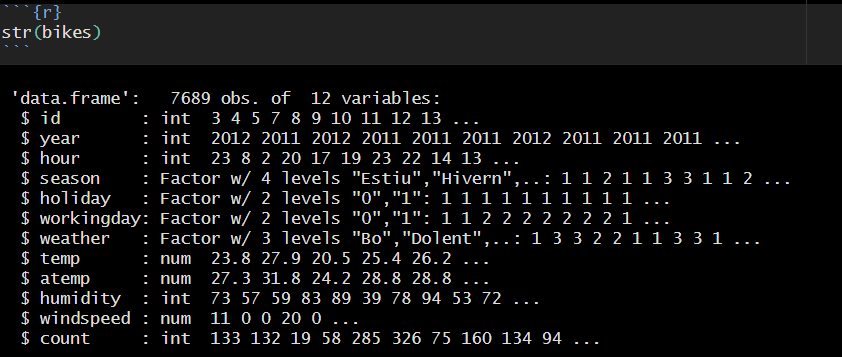 ```{r}
str(bikes)
```
'data.frame':   7689 obs. of  12 variables:
 $ id        : int  3 4 5 7 8 9 10 11 12 13 ...
 $ year      : int  2012 2011 2012 2011 2011 2011 2012 2011 2011 2011 ...
 $ hour      : int  23 8 2 20 17 19 23 22 14 13 ...
 $ season    : Factor w/ 4 levels "Estiu","Hivern",..: 1 1 2 1 1 3 3 1 1 2 ...
 $ holiday   : Factor w/ 2 levels "0","1": 1 1 1 1 1 1 1 1 1 1 ...
 $ workingday: Factor w/ 2 levels "0","1": 1 1 2 2 2 2 2 2 2 1 ...
 $ weather   : Factor w/ 3 levels "Bo","Dolent",..: 1 3 3 2 2 1 1 3 3 1 ...
 $ temp      : num  23.8 27.9 20.5 25.4 26.2 ...
 $ atemp     : num  27.3 31.8 24.2 28.8 28.8 ...
 $ humidity  : int  73 57 59 83 89 39 78 94 53 72 ...
 $ windspeed : num  11 0 0 20 0 ...
 $ count     : int  133 132 19 58 285 326 75 160 134 94 ...